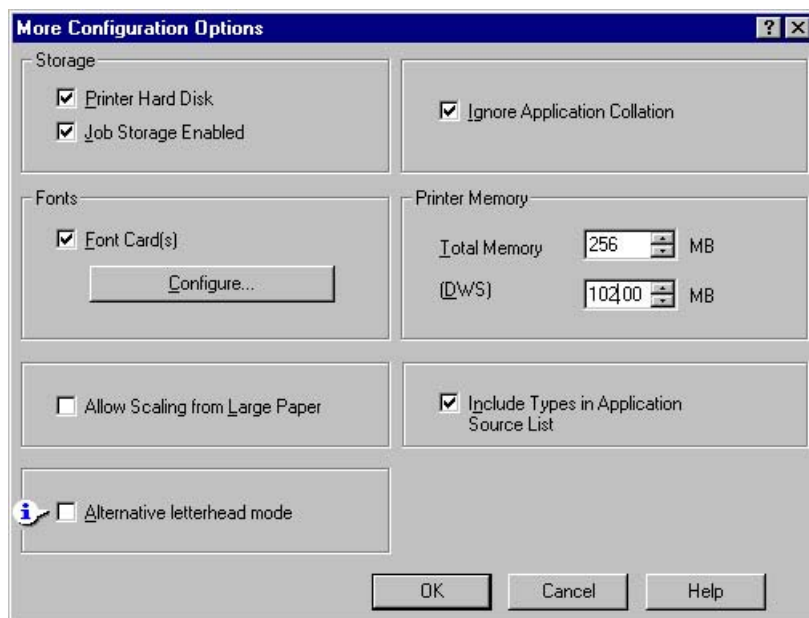 More Configuration Options
Storage
Printer Hard Disk
Job Storage Enabled
Ignore Application Collation
Fonts
Font Card(s)
Configure...
Printer Memory
Total Memory 256 MB
(DWS) 102.00 MB
Allow Scaling from Large Paper
Include Types in Application
Source List
Alternative letterhead mode
OK Cancel Help